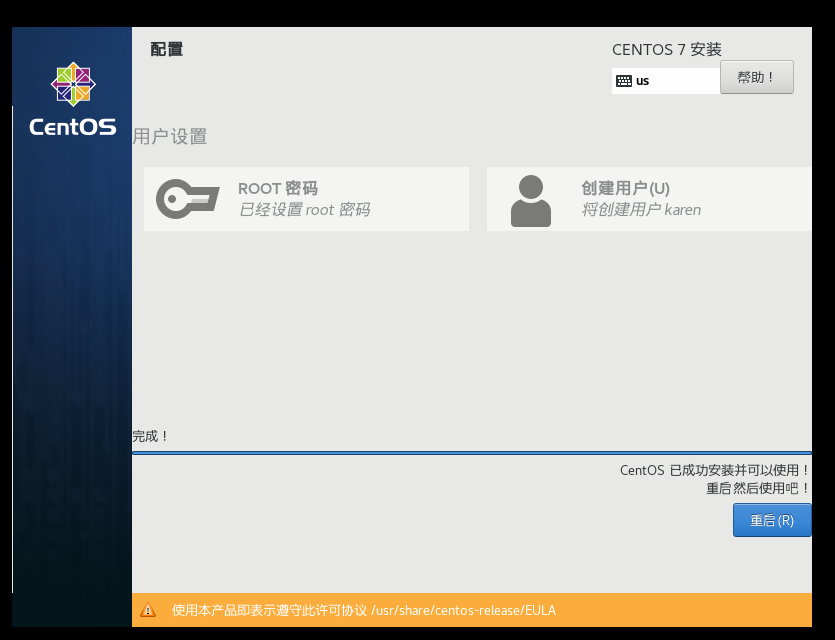 配置
CENTOS 7 安装
us
帮助！
CentOS
用户设置
ROOT 密码
已经设置 root 密码
创建用户(U)
将创建用户 karen
完成！
CentOS 已成功安装并可以使用！
重启然后使用吧！
重启(R)
使用本产品即表示遵守此许可协议 /usr/share/centos-release/EULA